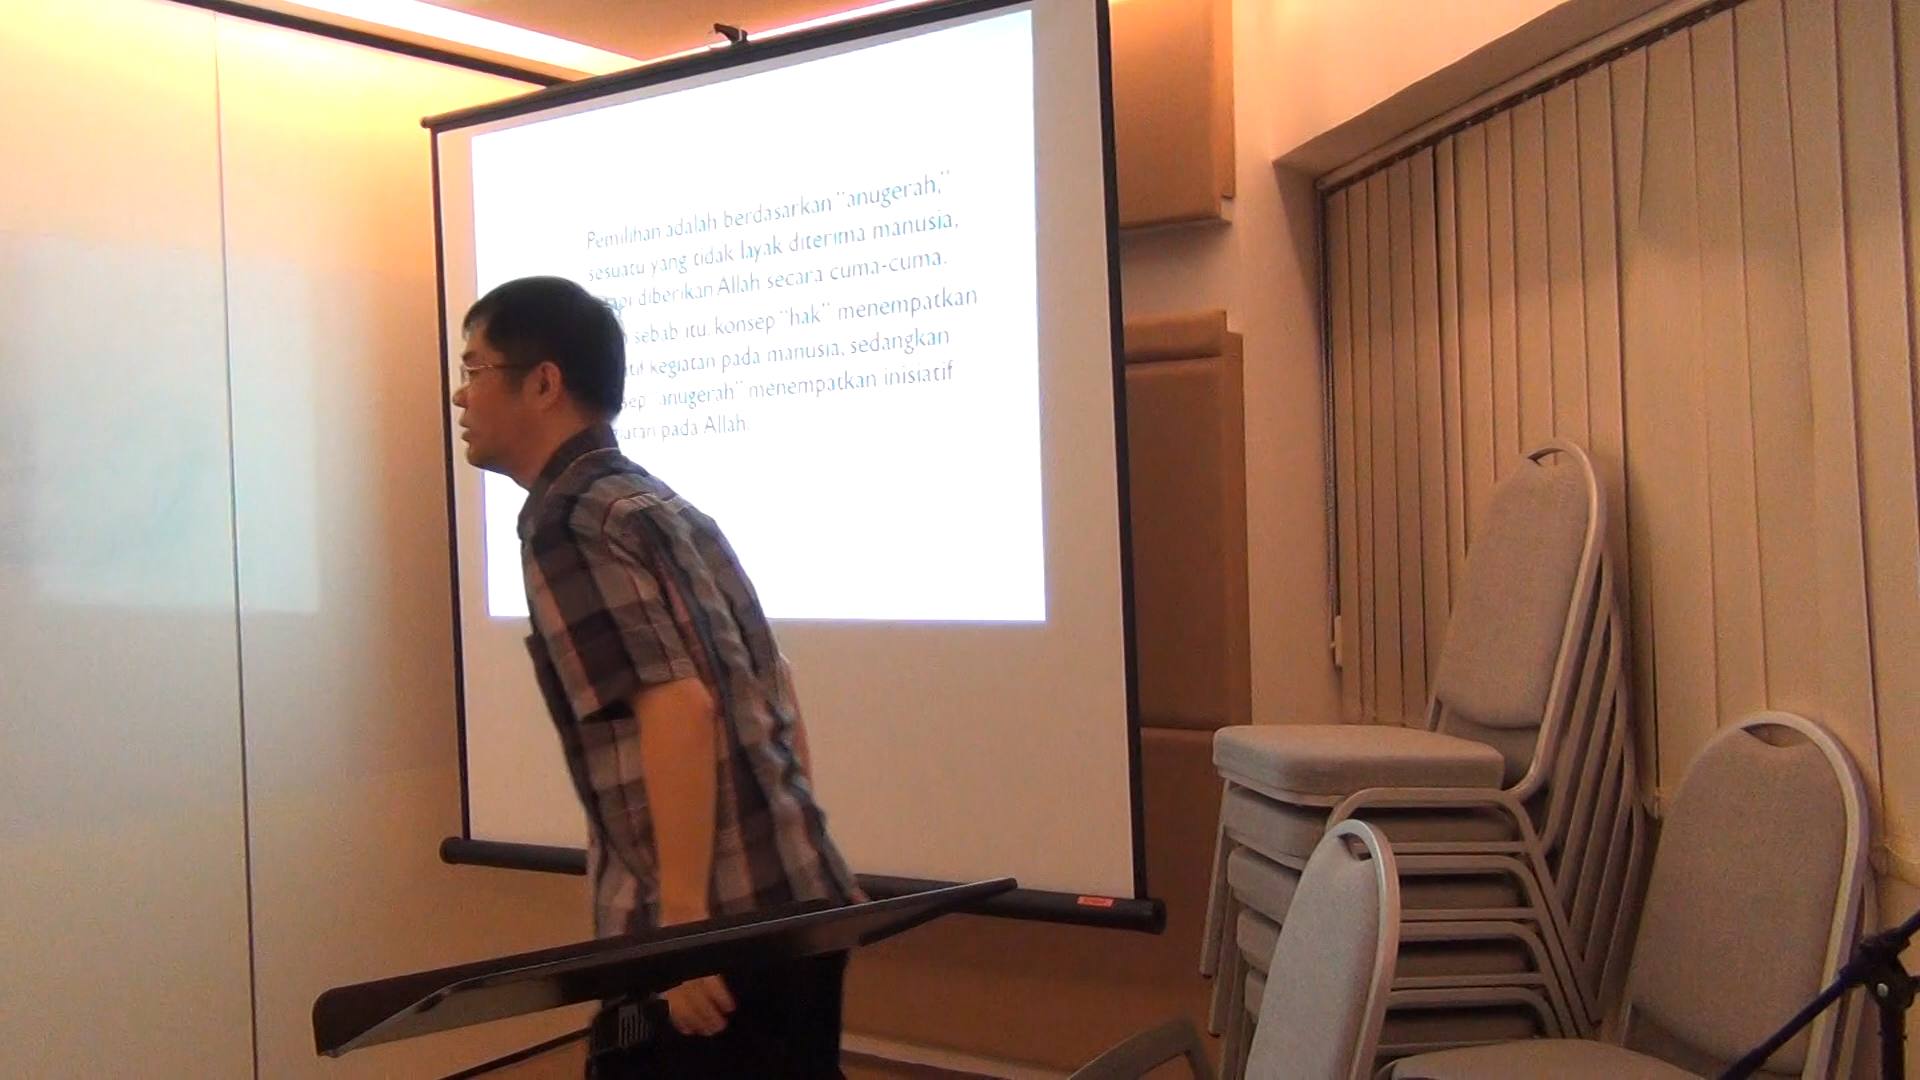 Pemilihan adalah berdasarkan "anugerah,"
sesuatu yang tidak layak diterima manusia,
diberikan Allah secara cuma-cuma.
sebab itu, konsep "hak" menempatkan
kegiatan pada manusia, sedangkan
"anugerah" menempatkan inisiatif
pada Allah.